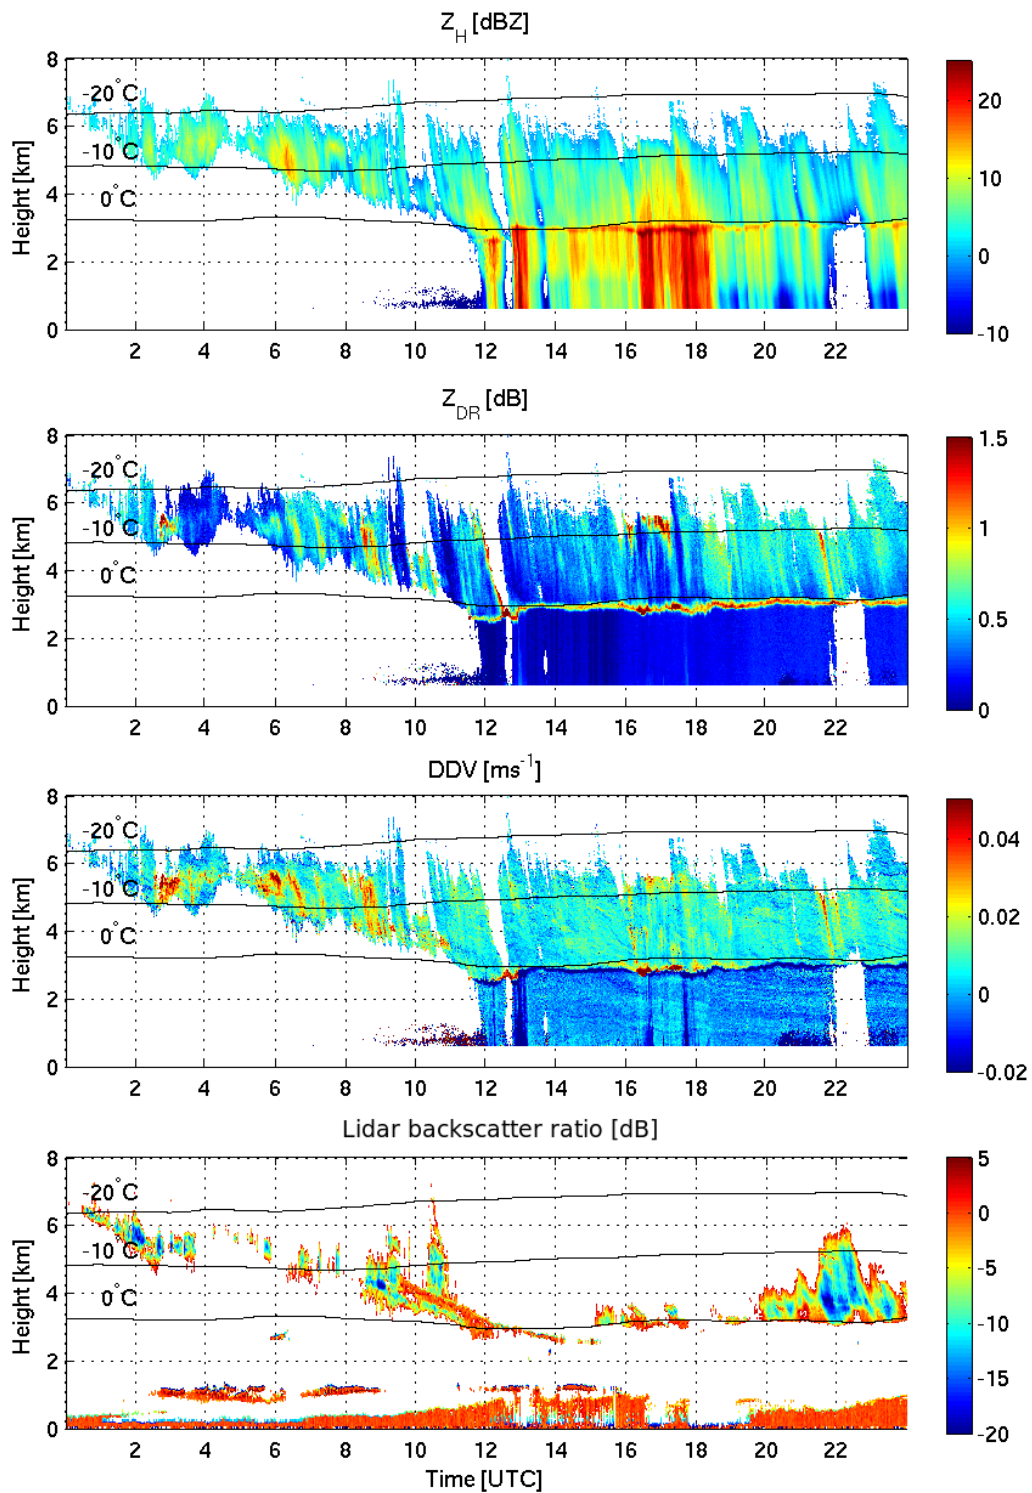 Z_H [dBZ]
8
6
4
2
0
Height [km]
-20°C
-10°C
0°C
2 4 6 8 10 12 14 16 18 20 22
20
10
0
-10
Z_DR [dB]
8
6
4
2
0
Height [km]
-20°C
-10°C
0°C
2 4 6 8 10 12 14 16 18 20 22
1.5
1
0.5
0
DDV [ms⁻¹]
8
6
4
2
0
Height [km]
-20°C
-10°C
0°C
2 4 6 8 10 12 14 16 18 20 22
0.04
0.02
0
-0.02
Lidar backscatter ratio [dB]
8
6
4
2
0
Height [km]
-20°C
-10°C
0°C
2 4 6 8 10 12 14 16 18 20 22
Time [UTC]
5
0
-5
-10
-15
-20